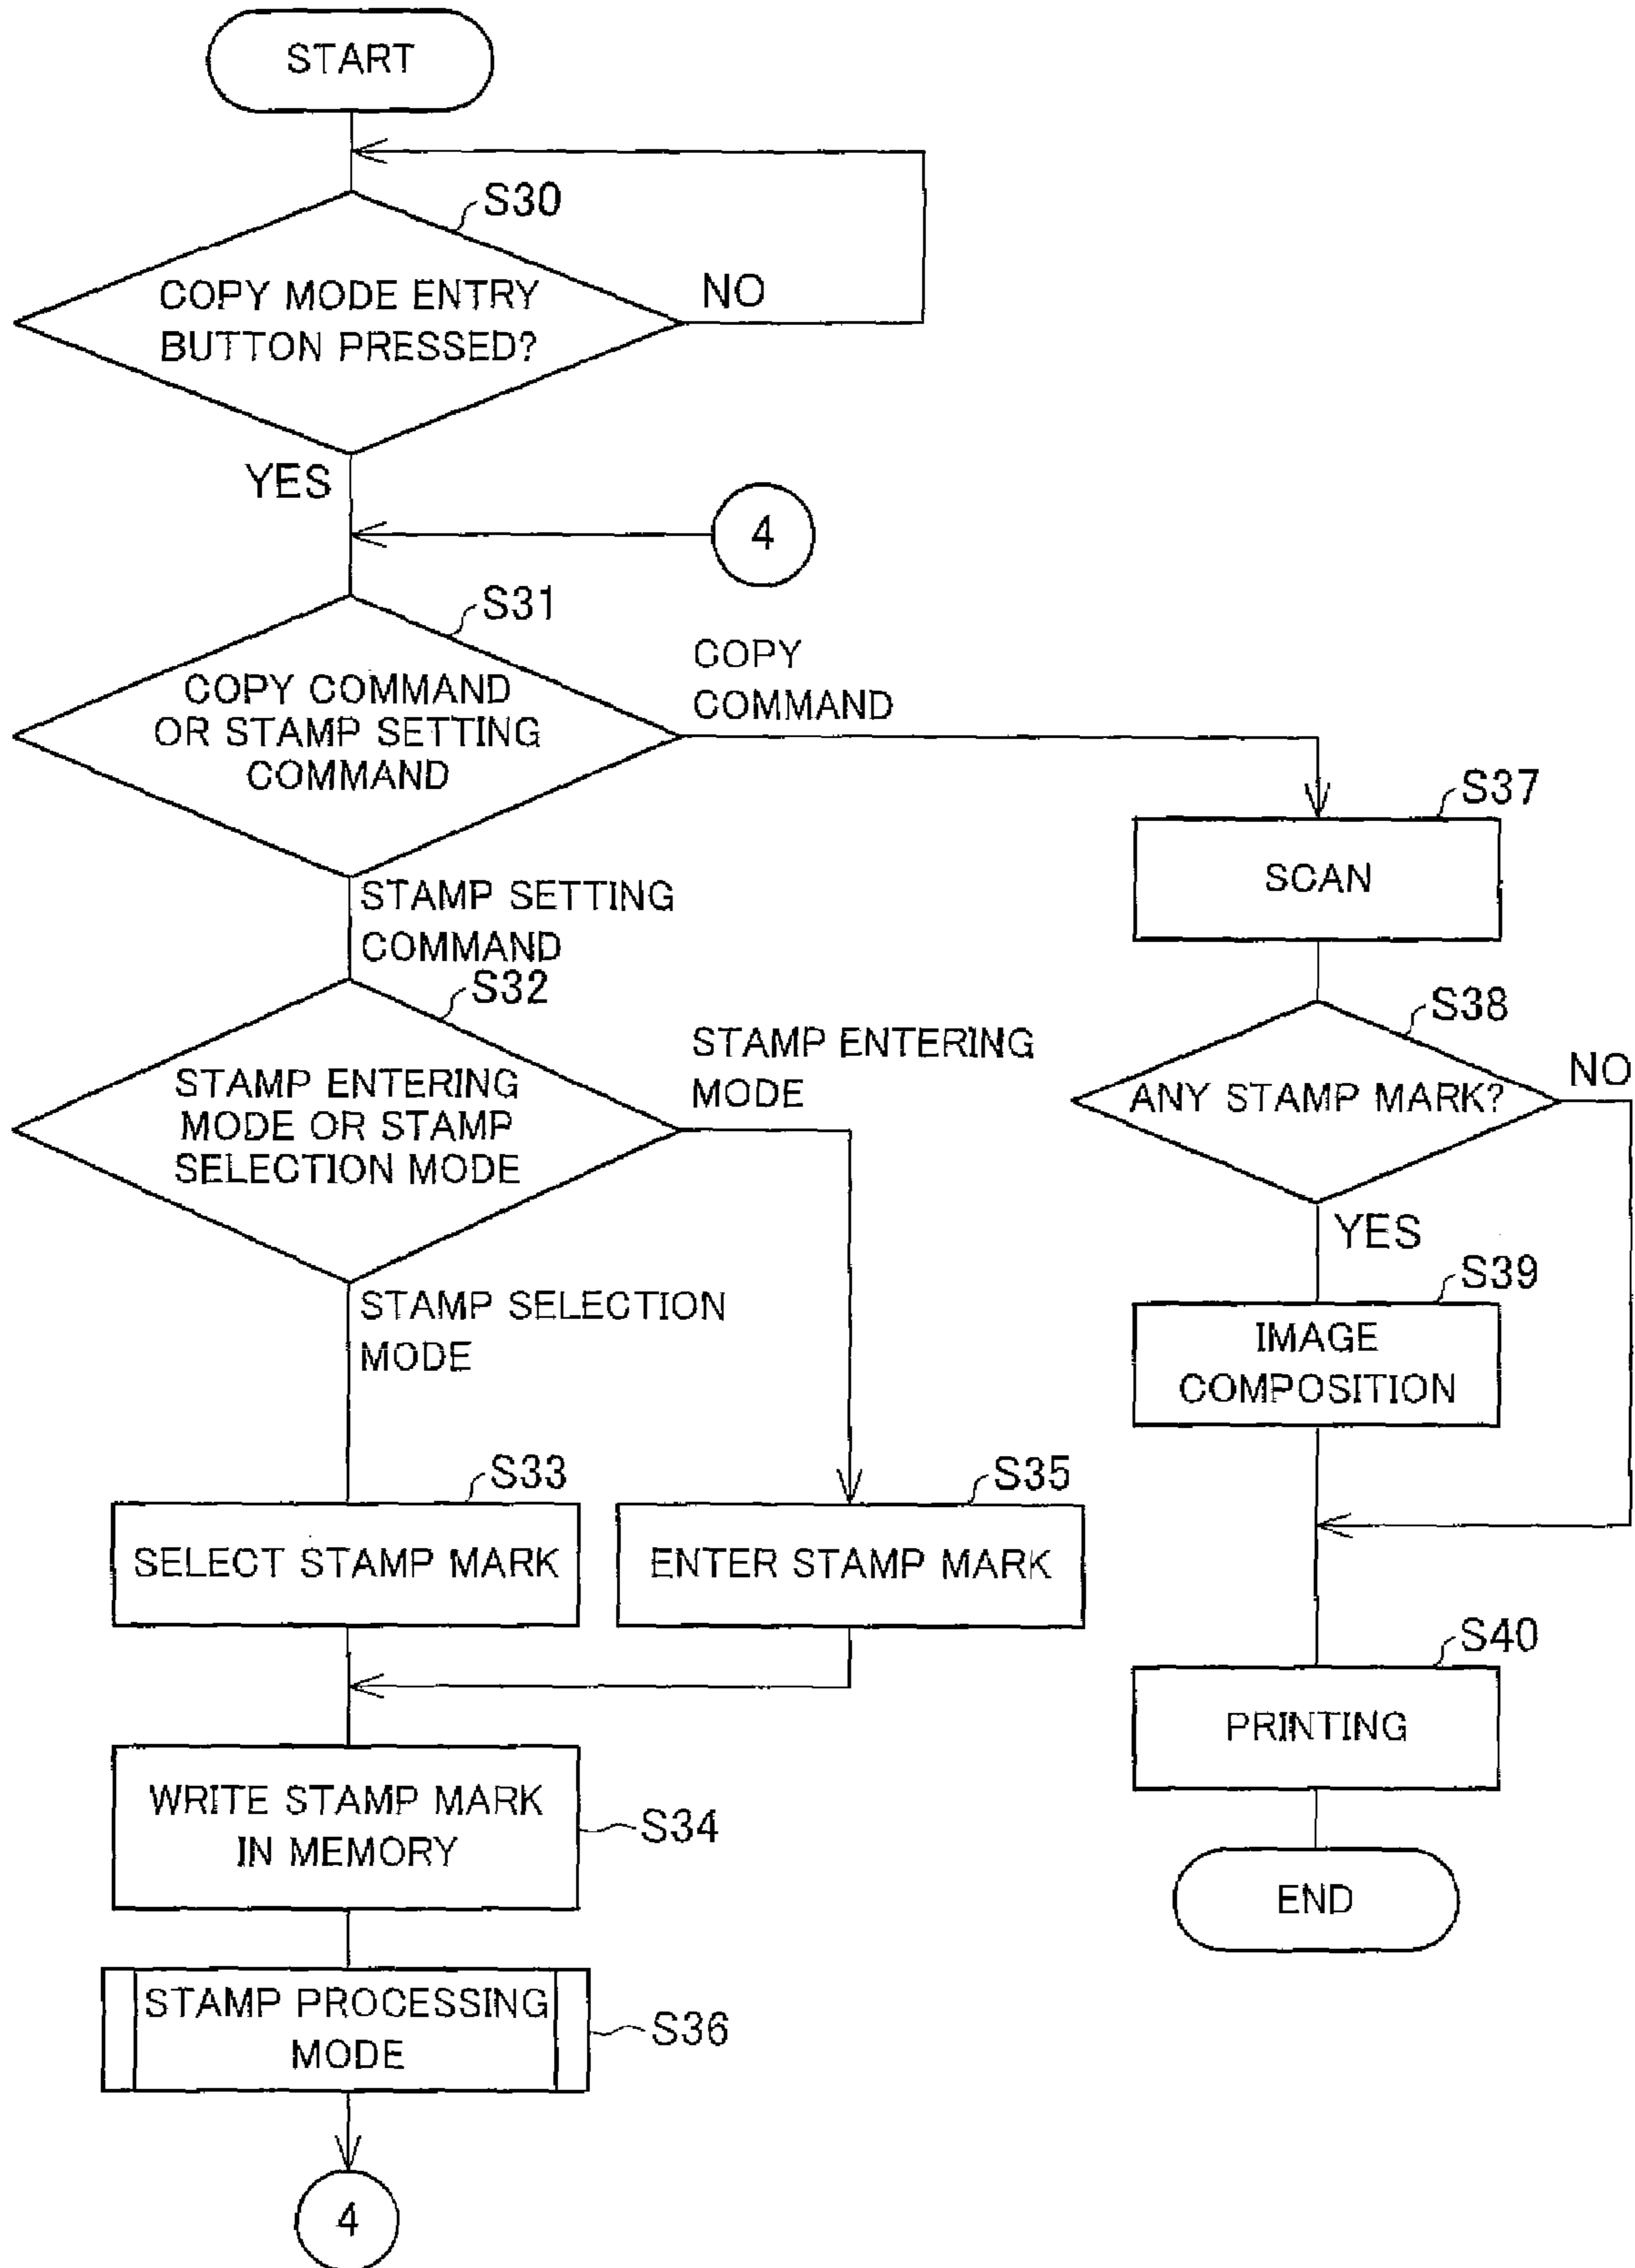 START
S30
COPY MODE ENTRY
BUTTON PRESSED?
NO
YES
4
S31
COPY COMMAND
OR STAMP SETTING
COMMAND
COPY
COMMAND
STAMP SETTING
COMMAND
S32
STAMP ENTERING
MODE OR STAMP
SELECTION MODE
STAMP ENTERING
MODE
STAMP SELECTION
MODE
S33
SELECT STAMP MARK
S35
ENTER STAMP MARK
WRITE STAMP MARK
IN MEMORY
S34
STAMP PROCESSING
MODE
S36
4
S37
SCAN
S38
ANY STAMP MARK?
NO
YES
S39
IMAGE
COMPOSITION
S40
PRINTING
END